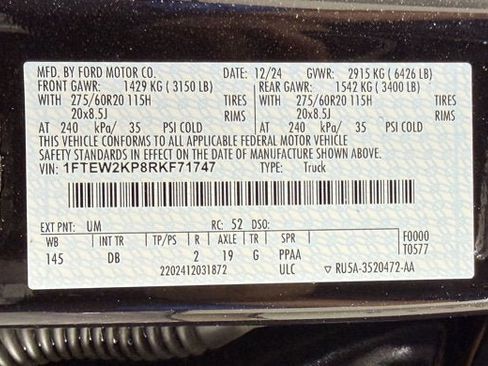 MFD. BY FORD MOTOR CO. 12/24 GVWR: 2915 KG ( 6426 LB)
FRONT GAWR: 1429 KG ( 3150 LB) REAR GAWR: 1542 KG ( 3400 LB)
WITH 275/60R20 115H TIRES WITH 275/60R20 115H TIRES
20x8.5J RIMS 20x8.5J RIMS
AT 240 kPa/ 35 PSI COLD AT 240 kPa/ 35 PSI COLD
THIS VEHICLE CONFORMS TO ALL APPLICABLE FEDERAL MOTOR VEHICLE
SAFETY STANDARDS IN EFFECT ON THE DATE OF MANUFACTURE SHOWN ABOVE.
VIN: 1FTEW2KP8RKF71747 TYPE: Truck
EXT PNT: UM RC: 52 DSO:
WB INT TR TP/PS R AXLE TR SPR F0000
145 DB 2 19 G PPAA T0577
2202412031872 ULC ▽ RU5A-3520472-AA